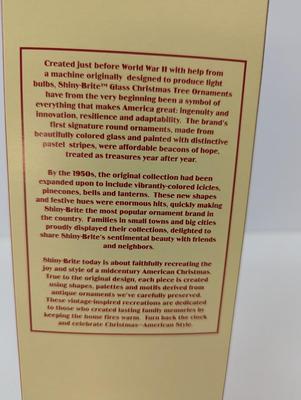 Created just before World War II with help from
a machine originally designed to produce light
bulbs, Shiny-Brite™ Glass Christmas Tree Ornaments
have from the very beginning been a symbol of
everything that makes America great: ingenuity and
innovation, resilience and adaptability. The brand's
first signature round ornaments, made from
beautifully colored glass and painted with distinctive
pastel stripes, were affordable beacons of hope,
treated as treasures year after year.
By the 1950s, the original collection had been
expanded upon to include vibrantly-colored icicles,
pinecones, bells and lanterns. These new shapes
and festive hues were enormous hits, quickly making
Shiny-Brite the most popular ornament brand in
the country. Families in small towns and big cities
proudly displayed their collections, delighted to
share Shiny-Brite's sentimental beauty with friends
and neighbors.
Shiny-Brite today is about faithfully recreating the
joy and style of a midcentury American Christmas.
True to the original design, each piece is created
using shapes, palettes and motifs derived from
antique ornaments we've carefully preserved.
These vintage-inspired recreations are dedicated
to those who created lasting family memories by
keeping the home fires warm. Turn back the clock
and celebrate Christmas—American Style.